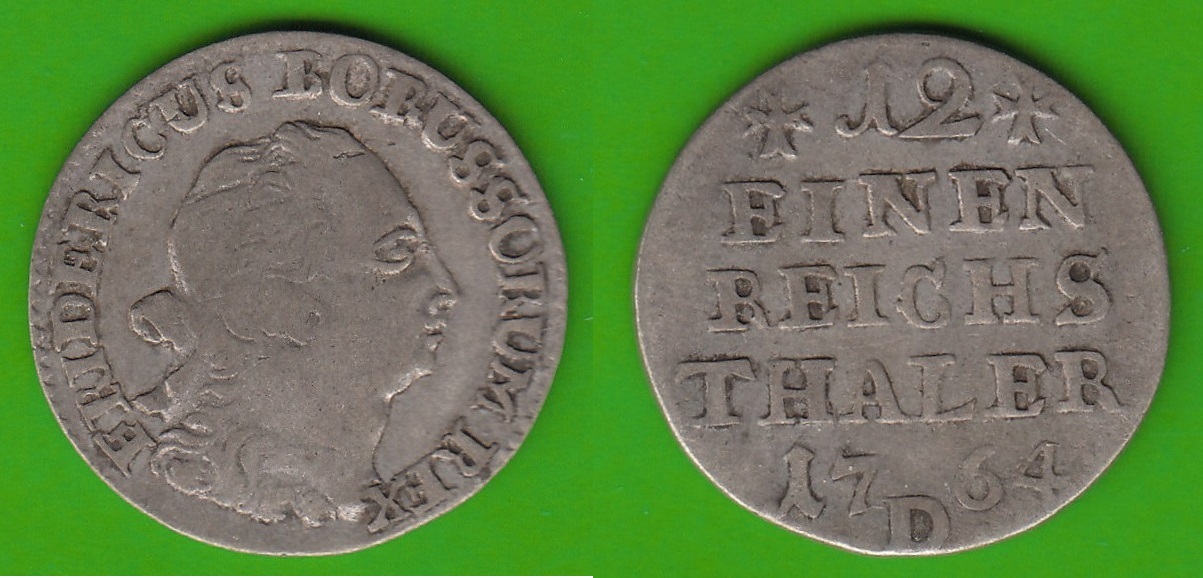 FRIDERICUS BORUSSORUM REX
12
EINEN
REICHS
THALER
1764
D